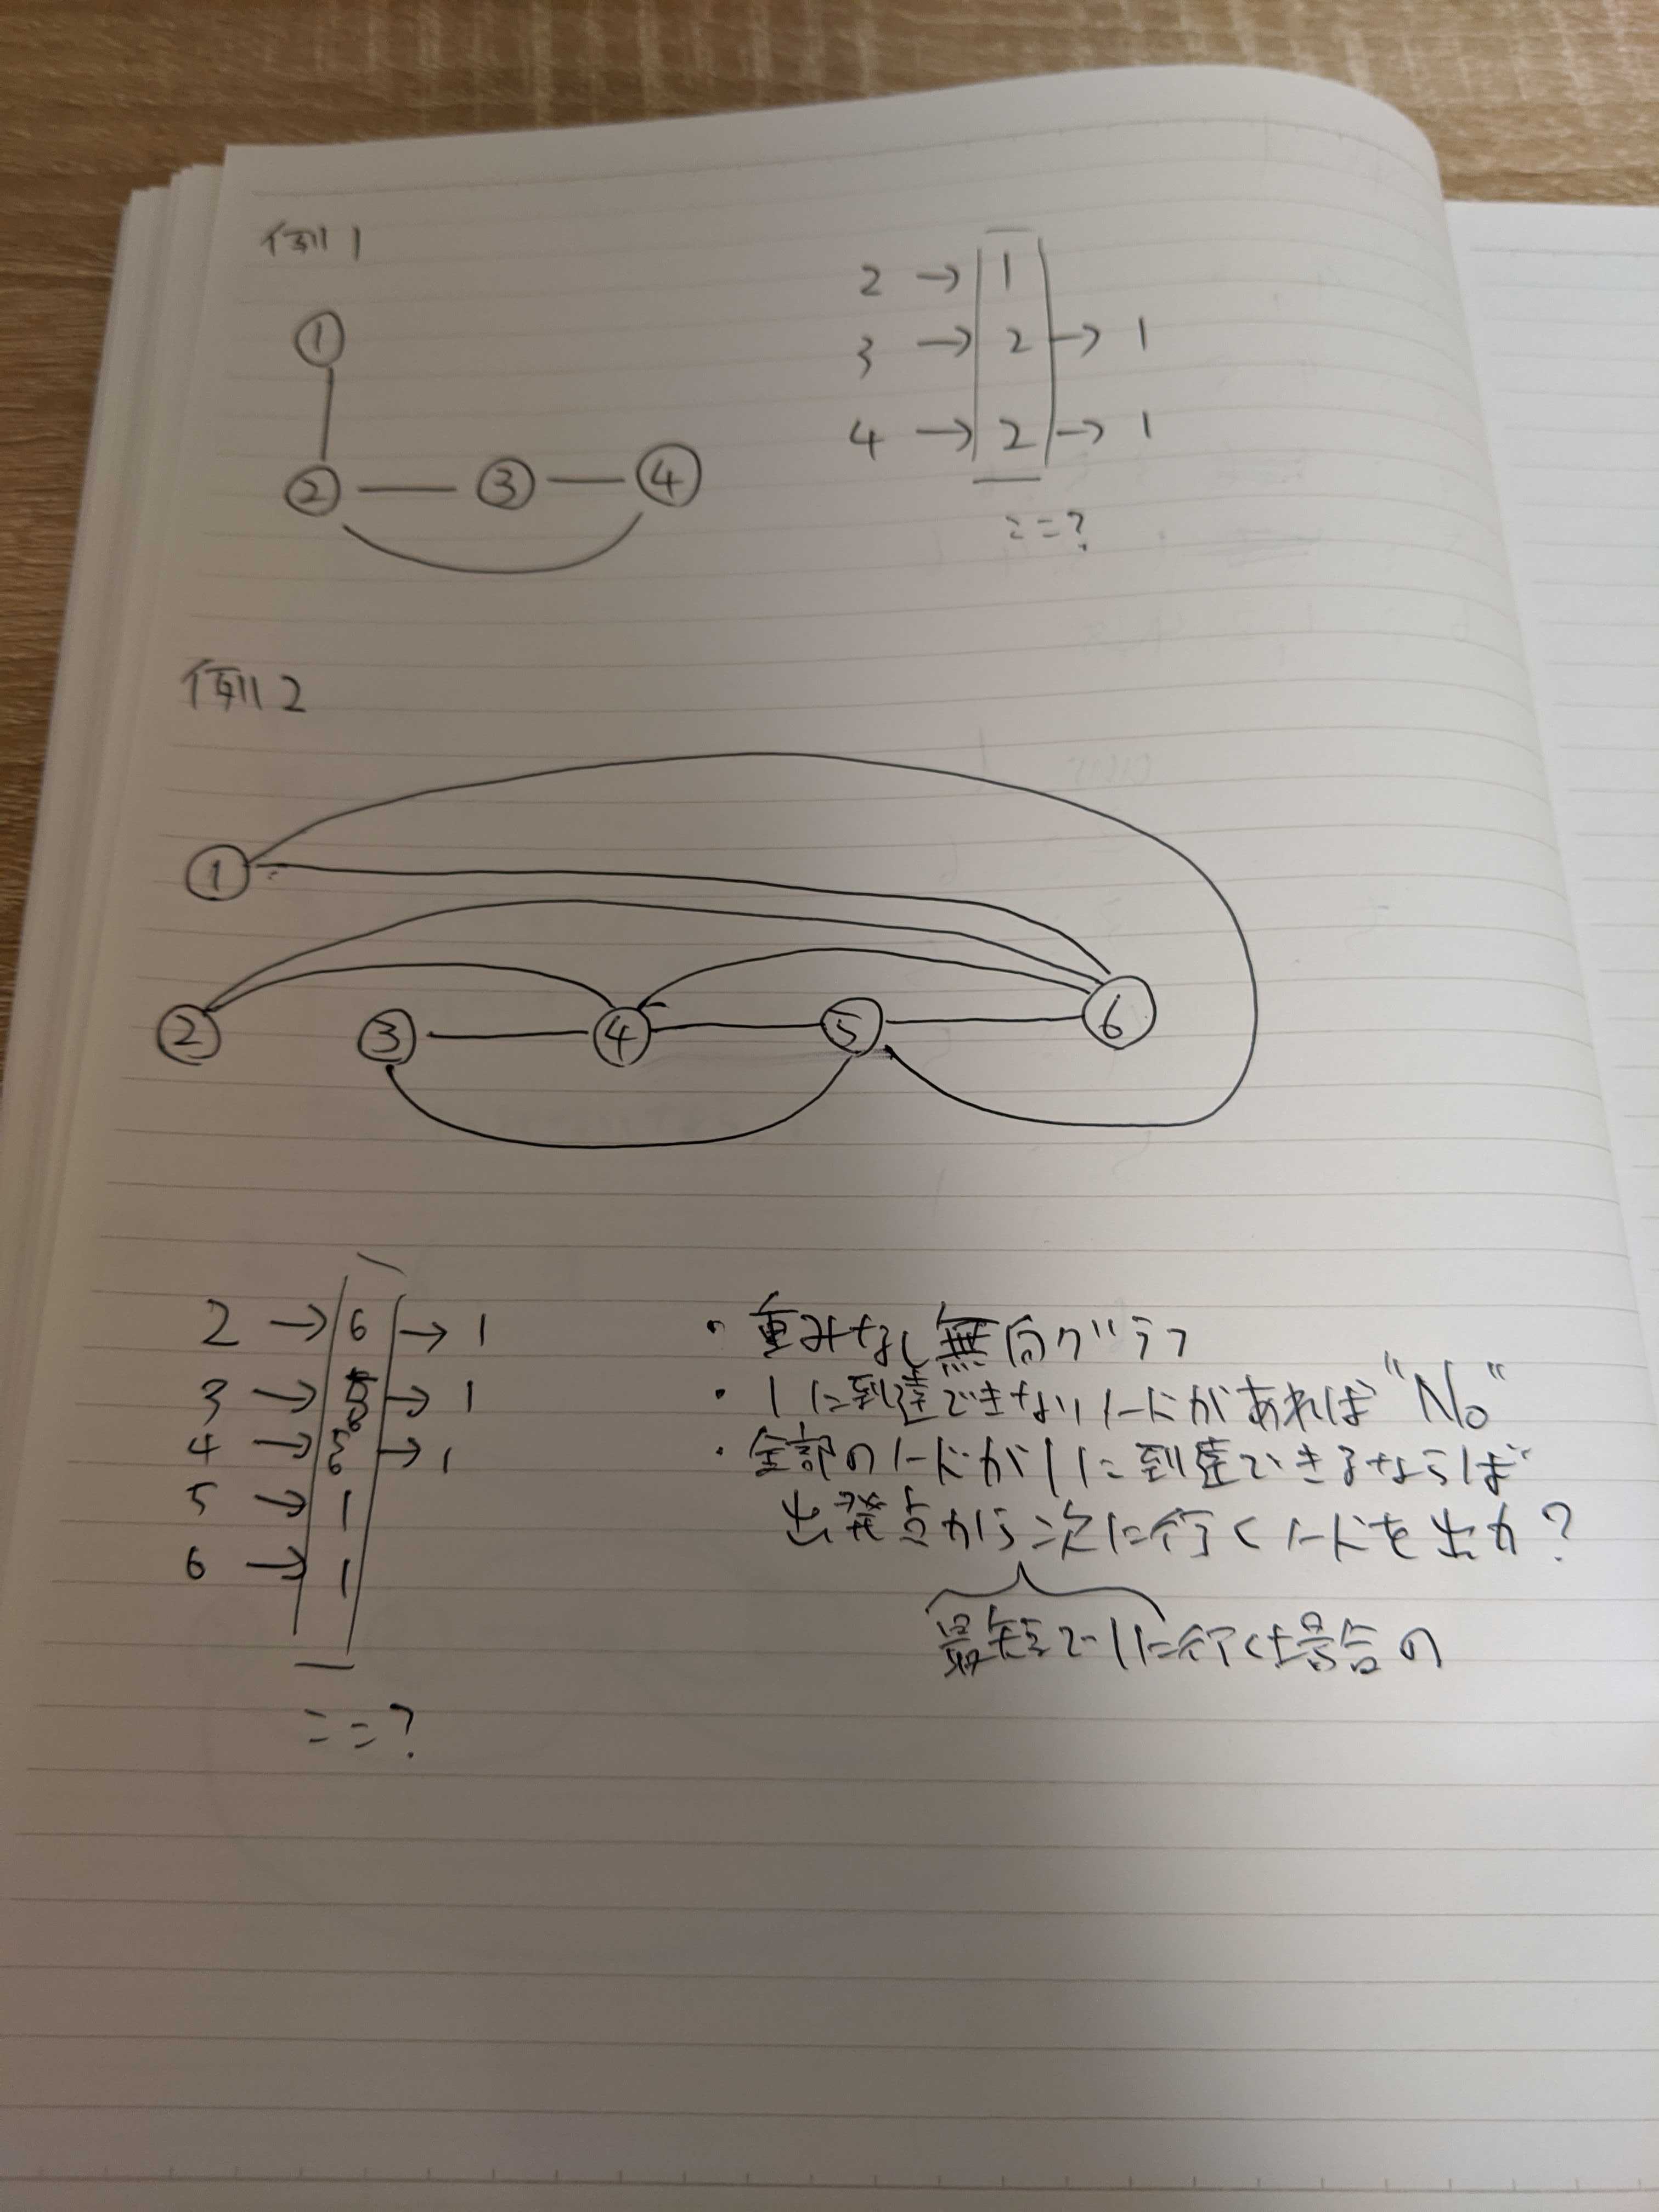 例1
①
② — ③ — ④
2 → 1
3 → 2 → 1
4 → 2 → 1
==?
例2
①
② ③ ④ ⑤ ⑥
2 → 6 → 1
3 → 5 → 1
4 → → 1
5 → 1
6 → 1
==?
・重みなし無向グラフ
・1に到達できないノードがあれば"No"
・全部のノードが1に到達できるならば
出発点から次に行くノードを出力?
最短で1に行く場合の